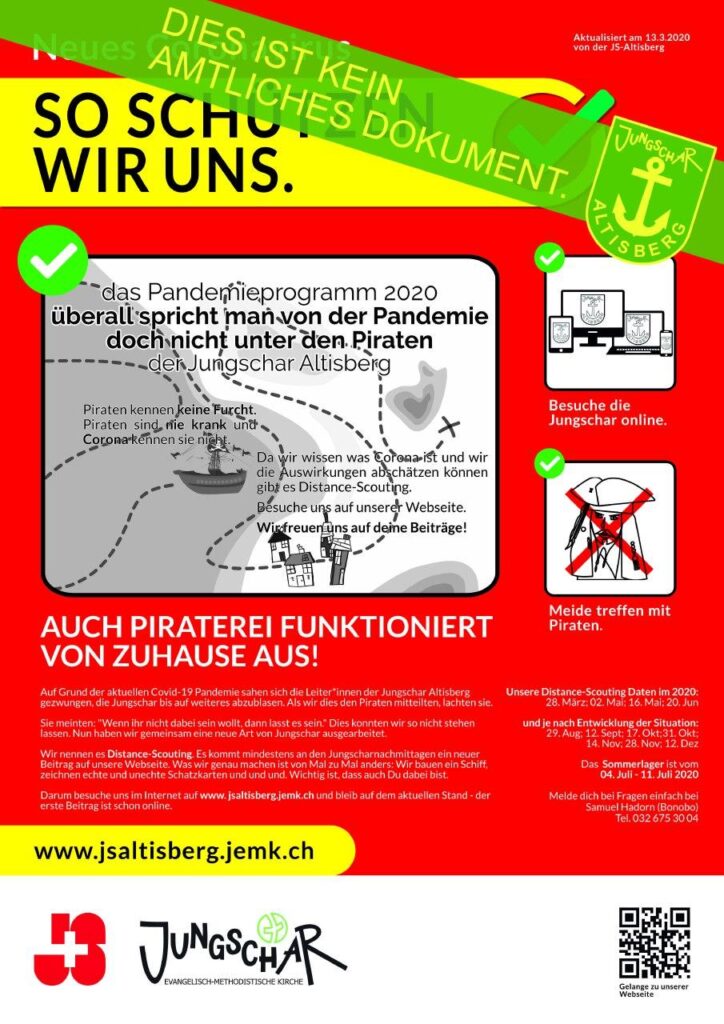 Neues Coronavirus
Aktualisiert am 13.3.2020
von der JS-Altisberg
DIES IST KEIN
AMTLICHES DOKUMENT.
SO SCHÜTZEN
WIR UNS.
JUNGSCHAR
ALTISBERG
das Pandemieprogramm 2020
überall spricht man von der Pandemie
doch nicht unter den Piraten
der Jungschar Altisberg
Piraten kennen keine Furcht.
Piraten sind nie krank und
Corona kennen sie nicht.
Da wir wissen was Corona ist und wir
die Auswirkungen abschätzen können
gibt es Distance-Scouting.
Besuche uns auf unserer Webseite.
Wir freuen uns auf deine Beiträge!
Besuche die
Jungschar online.
Meide treffen mit
Piraten.
AUCH PIRATEREI FUNKTIONIERT
VON ZUHAUSE AUS!
Auf Grund der aktuellen Covid-19 Pandemie sahen sich die Leiter*innen der Jungschar Altisberg
gezwungen, die Jungschar bis auf weiteres abzublasen. Als wir dies den Piraten mitteilten, lachten sie.
Sie meinten: "Wenn ihr nicht dabei sein wollt, dann lasst es sein." Dies konnten wir so nicht stehen
lassen. Nun haben wir gemeinsam eine neue Art von Jungschar ausgearbeitet.
Wir nennen es Distance-Scouting. Es kommt mindestens an den Jungscharnachmittagen ein neuer
Beitrag auf unsere Webseite. Was wir genau machen ist von Mal zu Mal anders: Wir bauen ein Schiff,
zeichnen echte und unechte Schatzkarten und und und. Wichtig ist, dass auch Du dabei bist.
Darum besuche uns im Internet auf www. jsaltisberg.jemk.ch und bleib auf dem aktuellen Stand - der
erste Beitrag ist schon online.
Unsere Distance-Scouting Daten im 2020:
28. März; 02. Mai; 16. Mai; 20. Jun
und je nach Entwicklung der Situation:
29. Aug; 12. Sept; 17. Okt;31. Okt;
14. Nov; 28. Nov; 12. Dez
Das Sommerlager ist vom
04. Juli - 11. Juli 2020
Melde dich bei Fragen einfach bei
Samuel Hadorn (Bonobo)
Tel. 032 675 30 04
www.jsaltisberg.jemk.ch
JS
JUNGSCHAR
EVANGELISCH-METHODISTISCHE KIRCHE
Gelange zu unserer
Webseite